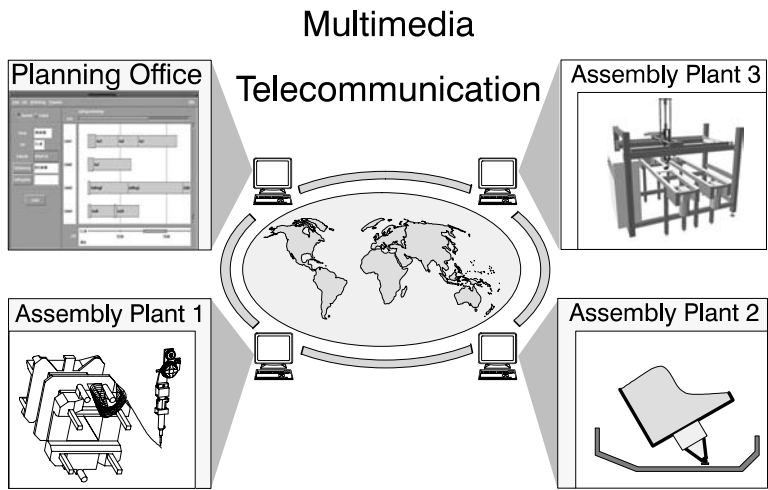 Multimedia
Planning Office
Telecommunication
Assembly Plant 3
Assembly Plant 1
Assembly Plant 2